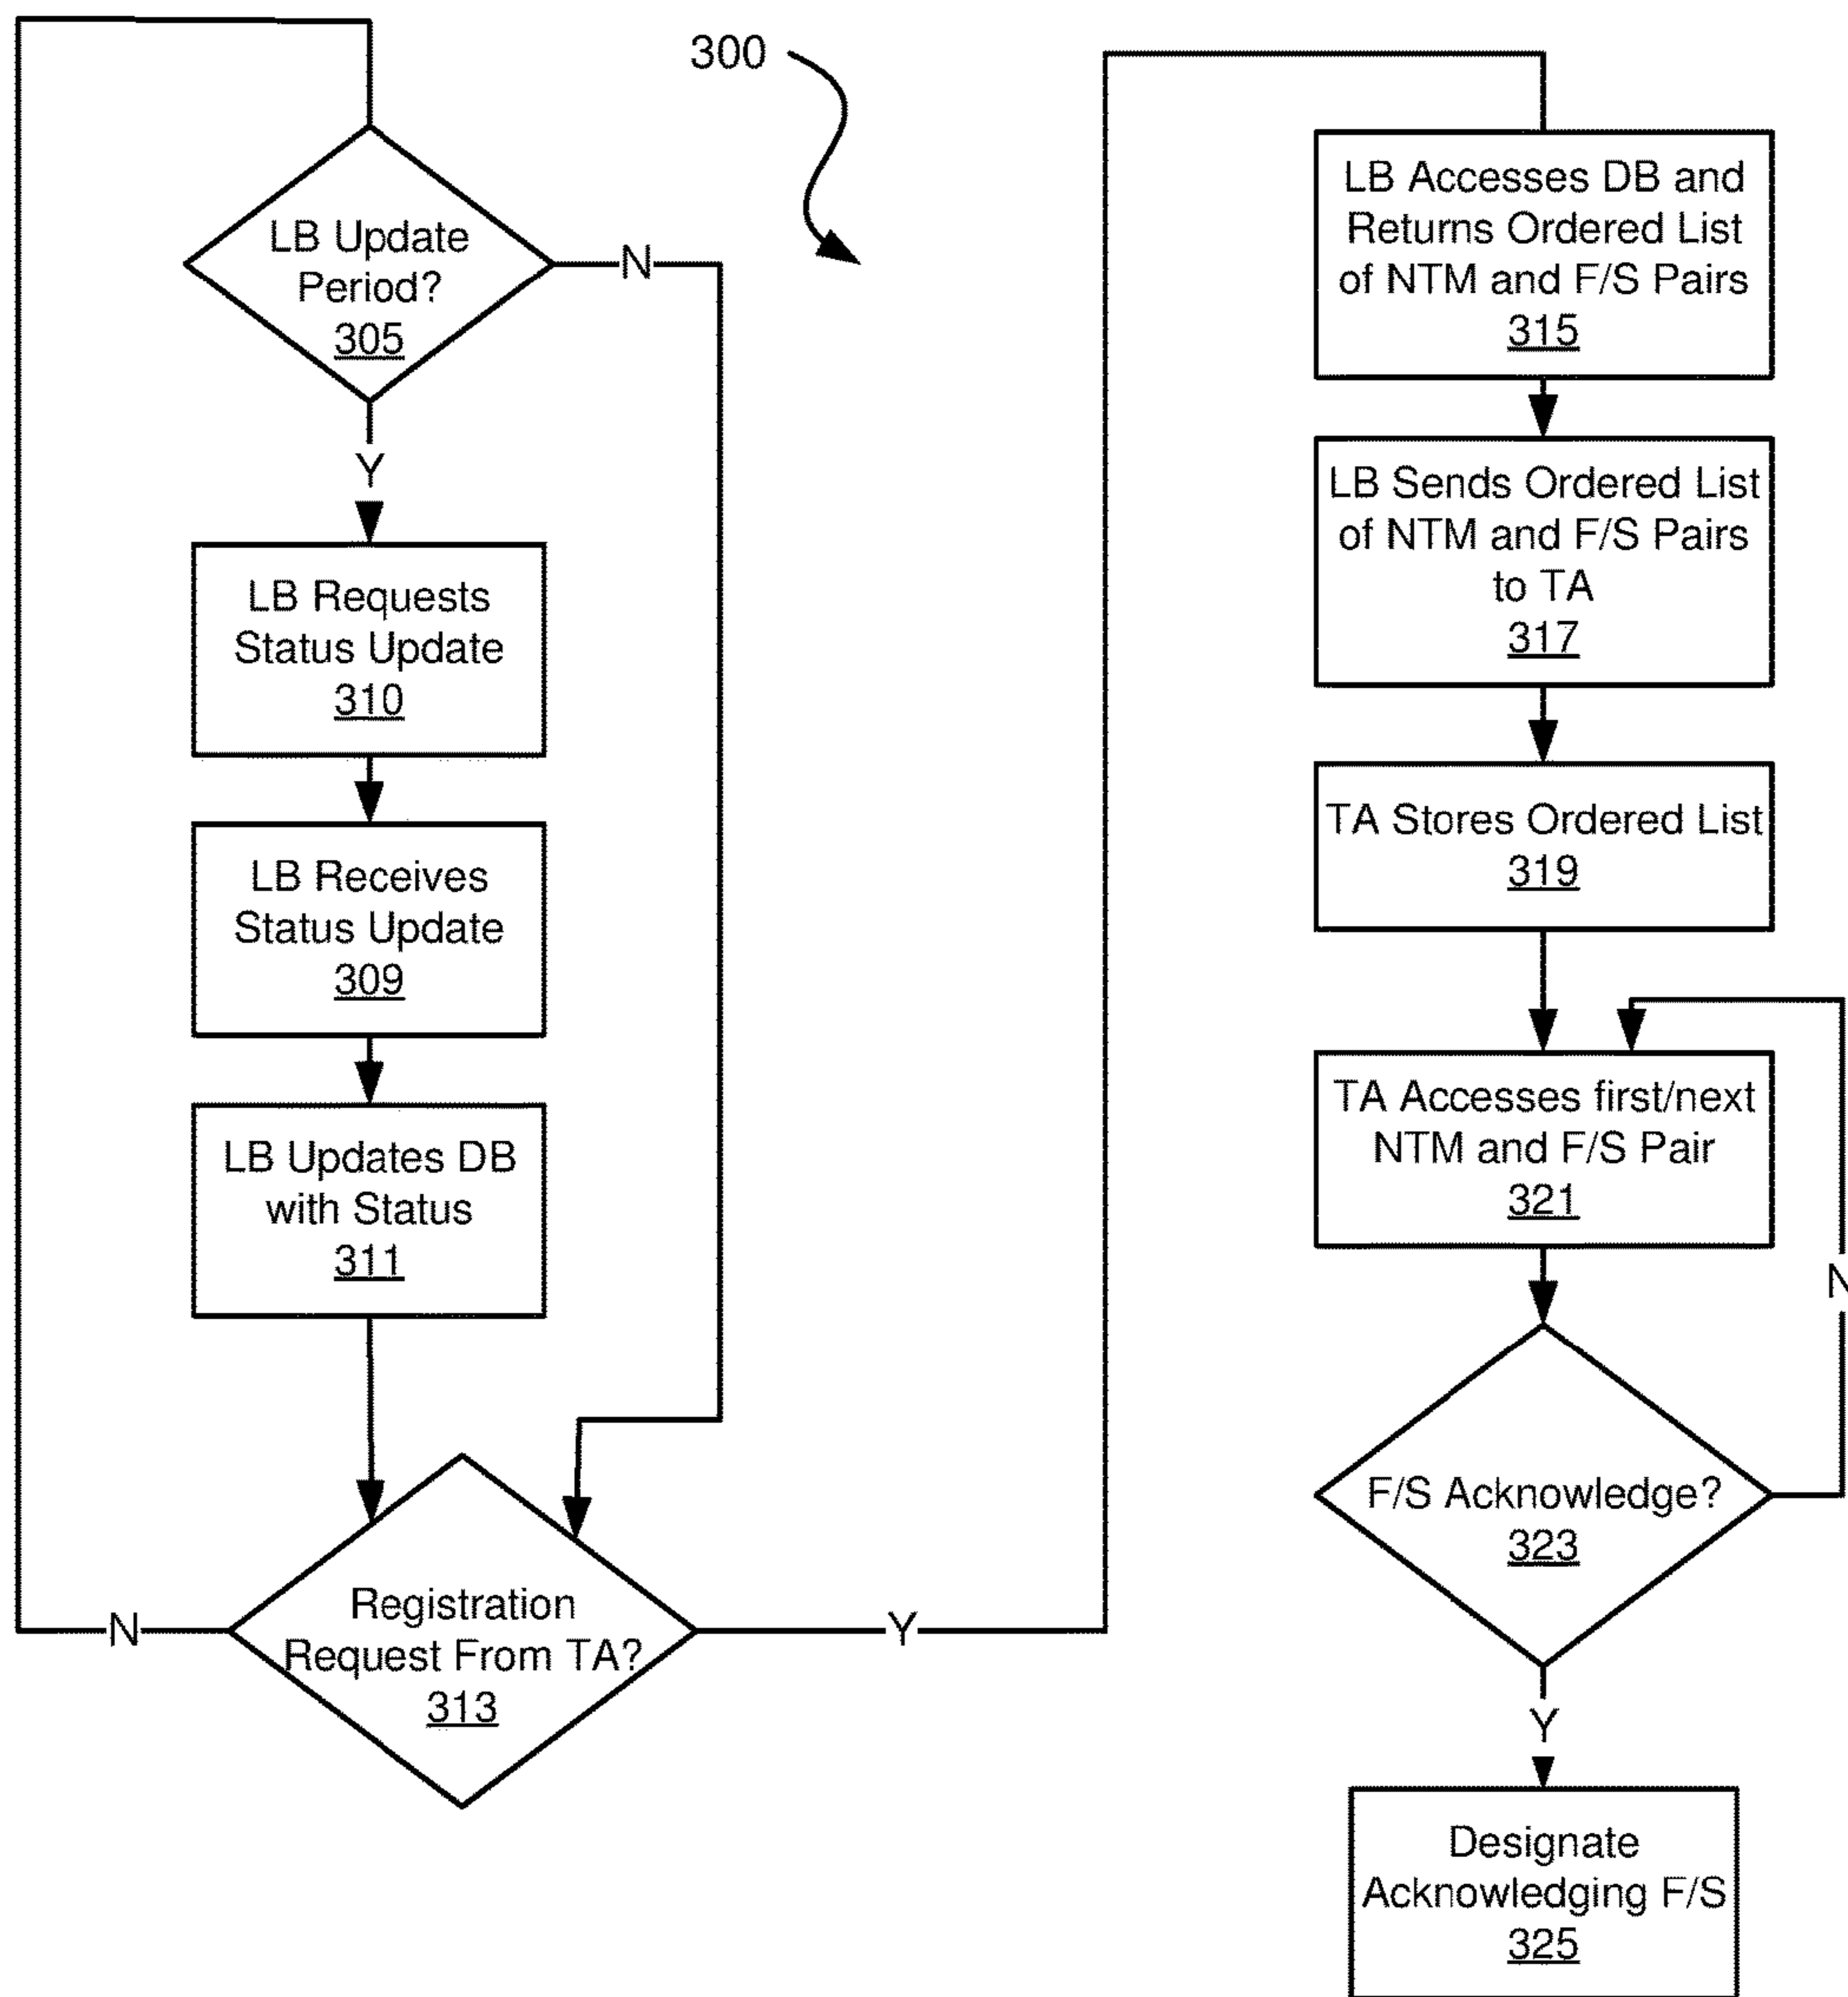 300
LB Update
Period?
305
N
Y
LB Requests
Status Update
310
LB Receives
Status Update
309
LB Updates DB
with Status
311
Registration
Request From TA?
313
N
Y
LB Accesses DB and
Returns Ordered List
of NTM and F/S Pairs
315
LB Sends Ordered List
of NTM and F/S Pairs
to TA
317
TA Stores Ordered List
319
TA Accesses first/next
NTM and F/S Pair
321
N
F/S Acknowledge?
323
Y
Designate
Acknowledging F/S
325